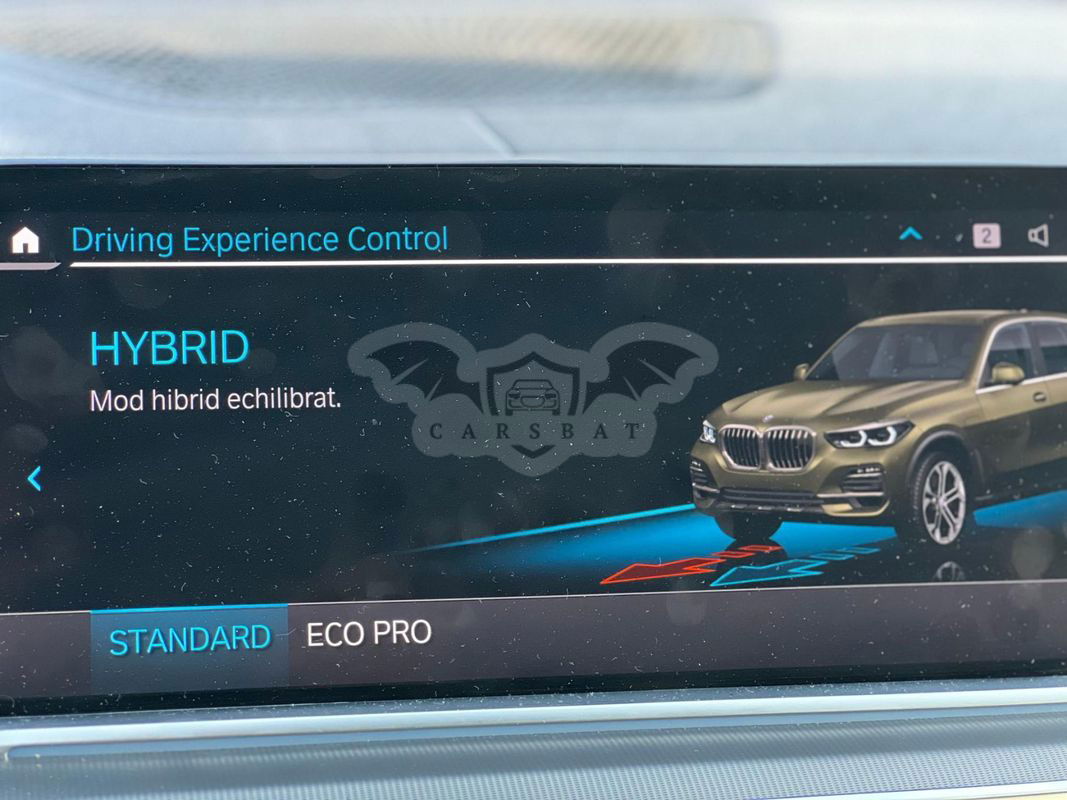 Driving Experience Control
2
HYBRID
Mod hibrid echilibrat.
CARSBAT
STANDARD ECO PRO